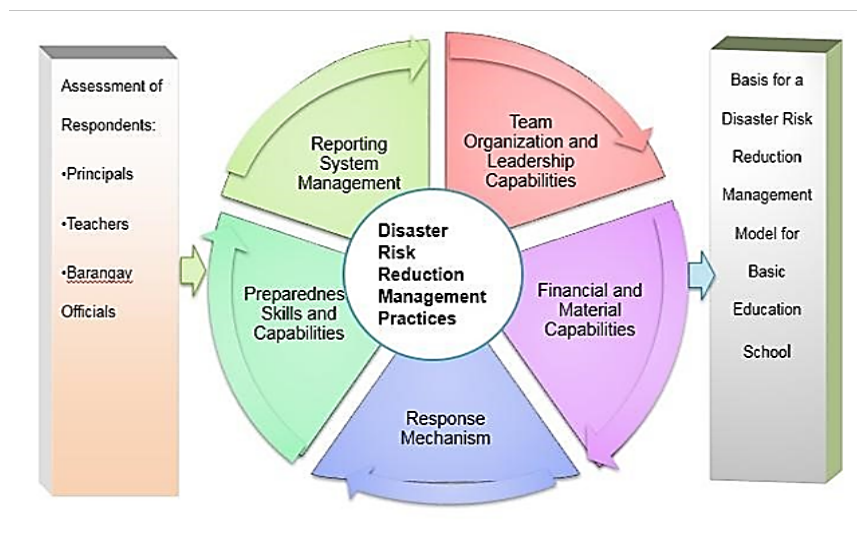 Assessment of
Respondents:
•Principals
•Teachers
•Barangay
Officials
Reporting
System
Management
Team
Organization and
Leadership
Capabilities
Disaster
Risk
Reduction
Management
Practices
Preparednes
Skills and
Capabilities
Financial and
Material
Capabilities
Response
Mechanism
Basis for a
Disaster Risk
Reduction
Management
Model for
Basic
Education
School